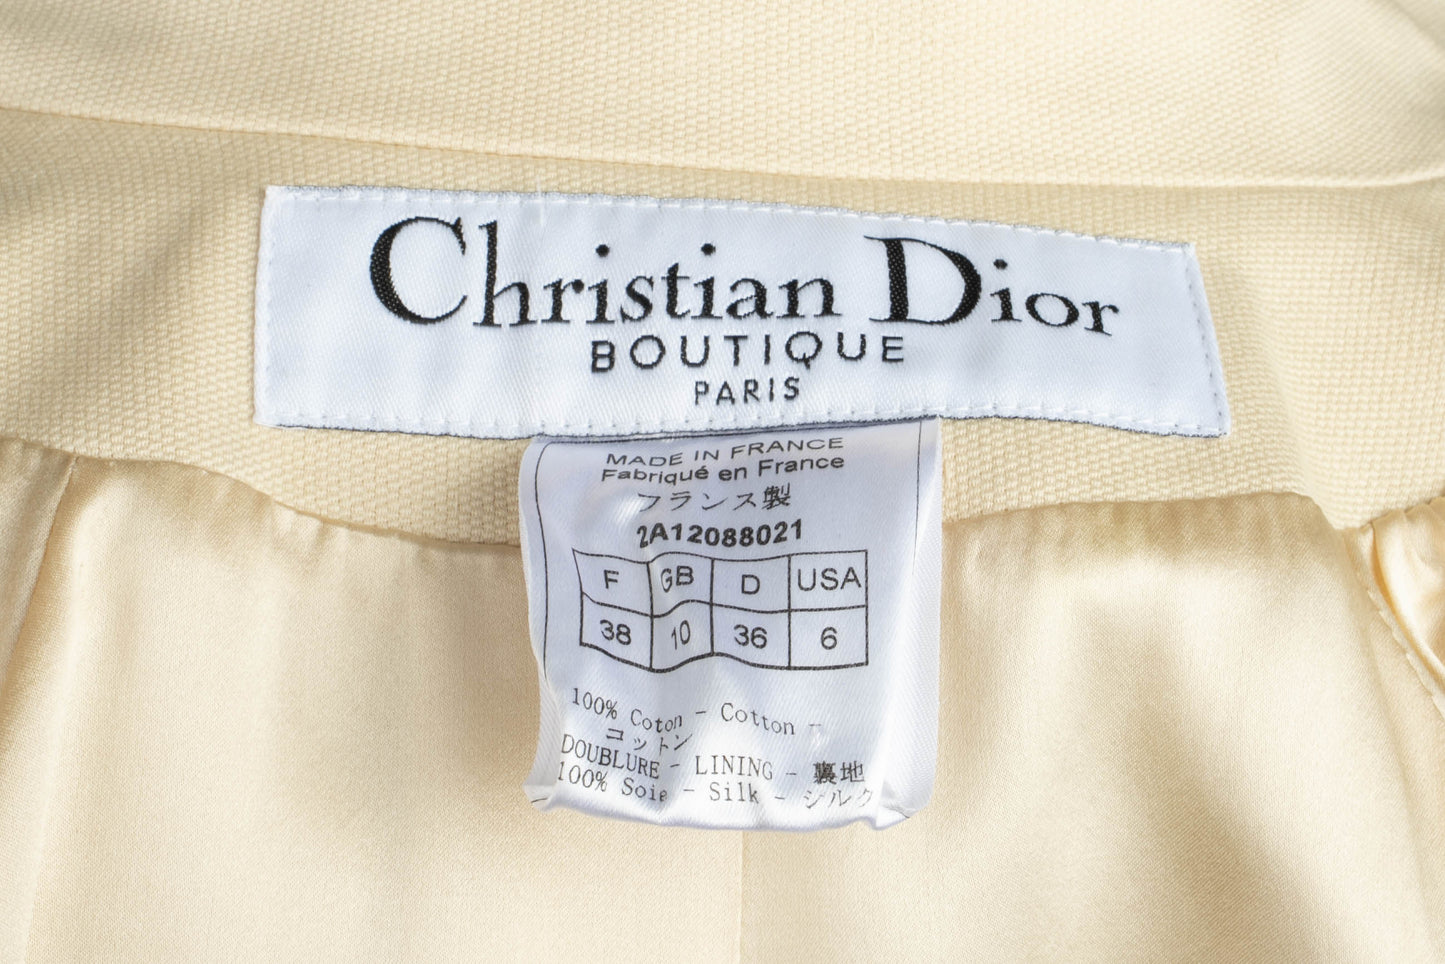 Christian Dior
BOUTIQUE
PARIS
MADE IN FRANCE
Fabriqué en France
フランス製
2A12088021
F GB D USA
38 10 36 6
100% Coton - Cotton -
コットン
DOUBLURE - LINING - 裏地
100% Soie - Silk - シルク